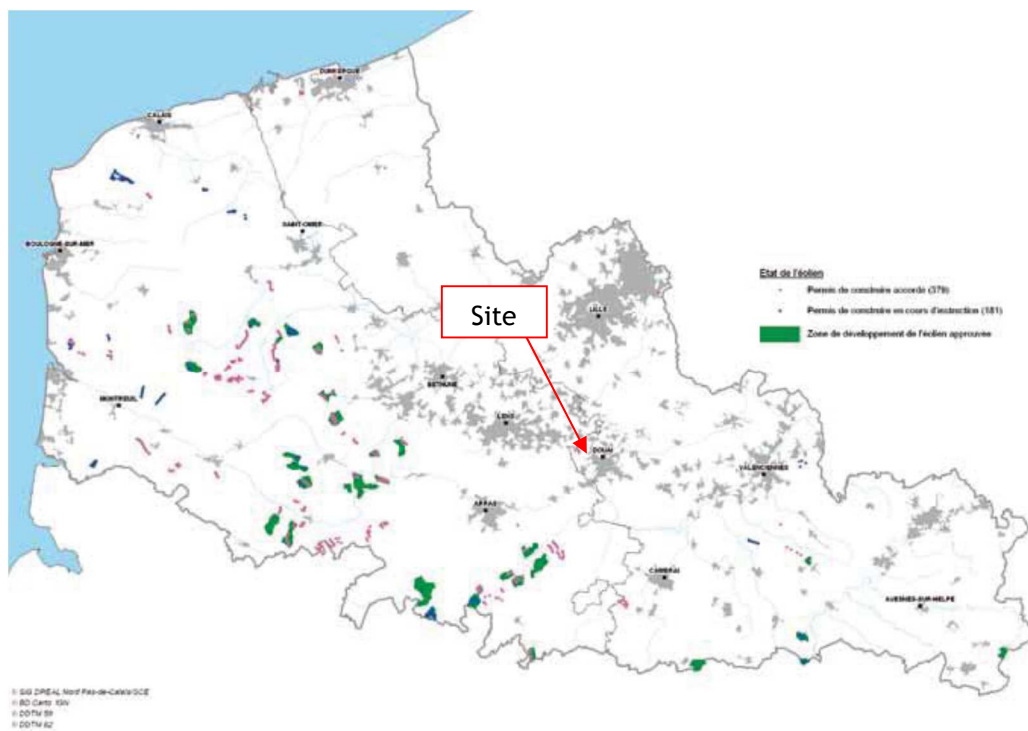 DUNKERQUE
CALAIS
SAINT-OMER
BOULOGNE-SUR-MER
Etat de l'éolien
Permis de construire accordé (379)
Permis de construire en cours d'instruction (181)
Zone de développement de l'éolien approuvée
Site
LILLE
BETHUNE
MONTREUIL
LENS
DOUAI
VALENCIENNES
ARRAS
CAMBRAI
AVESNES-SUR-HELPE
© SIG DREAL Nord Pas-de-Calais/GCE
© BD Carto IGN
© DDTM 59
© DDTM 62